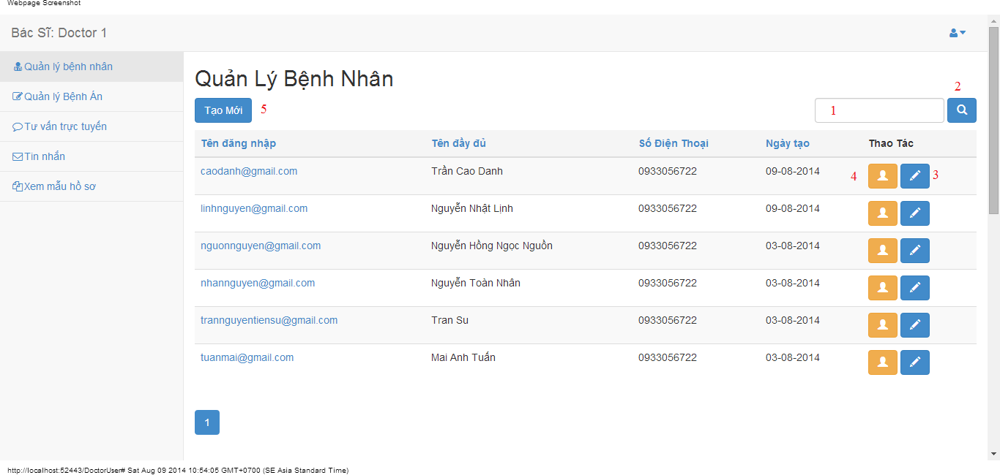 Webpage Screenshot
Bác Sĩ: Doctor 1
Quản lý bệnh nhân
Quản lý Bệnh Án
Tư vấn trực tuyến
Tin nhắn
Xem mẫu hồ sơ
Quản Lý Bệnh Nhân
2
Tạo Mới 5 1
Tên đăng nhập Tên đầy đủ Số Điện Thoại Ngày tạo Thao Tác
caodanh@gmail.com Trần Cao Danh 0933056722 09-08-2014 4 3
linhnguyen@gmail.com Nguyễn Nhật Lịnh 0933056722 09-08-2014
nguonnguyen@gmail.com Nguyễn Hồng Ngọc Nguồn 0933056722 03-08-2014
nhannguyen@gmail.com Nguyễn Toàn Nhân 0933056722 03-08-2014
trannguyentiensu@gmail.com Tran Su 0933056722 03-08-2014
tuanmai@gmail.com Mai Anh Tuấn 0933056722 03-08-2014
1
http://localhost:52443/DoctorUser# Sat Aug 09 2014 10:54:05 GMT+0700 (SE Asia Standard Time)